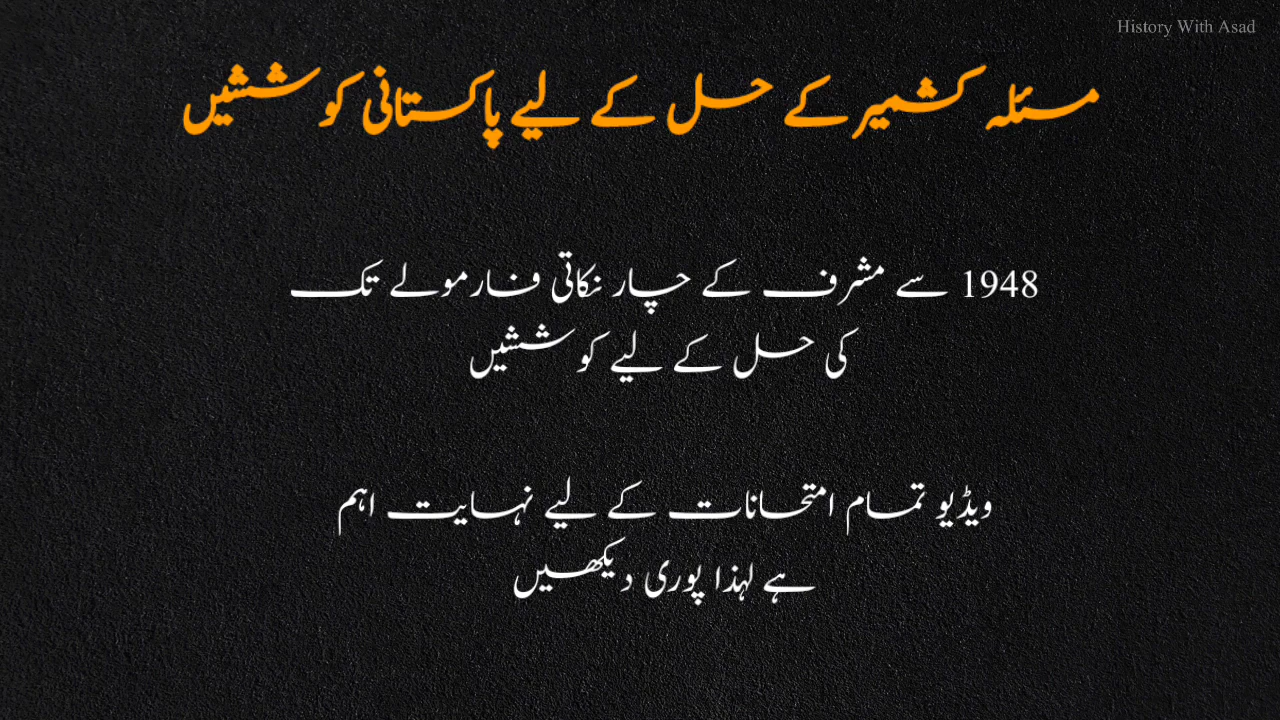 History With Asad
مسئلہ کشمیر کے حل کے لیے پاکستانی کوششیں
1948 سے مشرف کے چار نکاتی فارمولے تک
کی حل کے لیے کوششیں
ویڈیو تمام امتحانات کے لیے نہایت اہم
ہے لہذا پوری دیکھیں